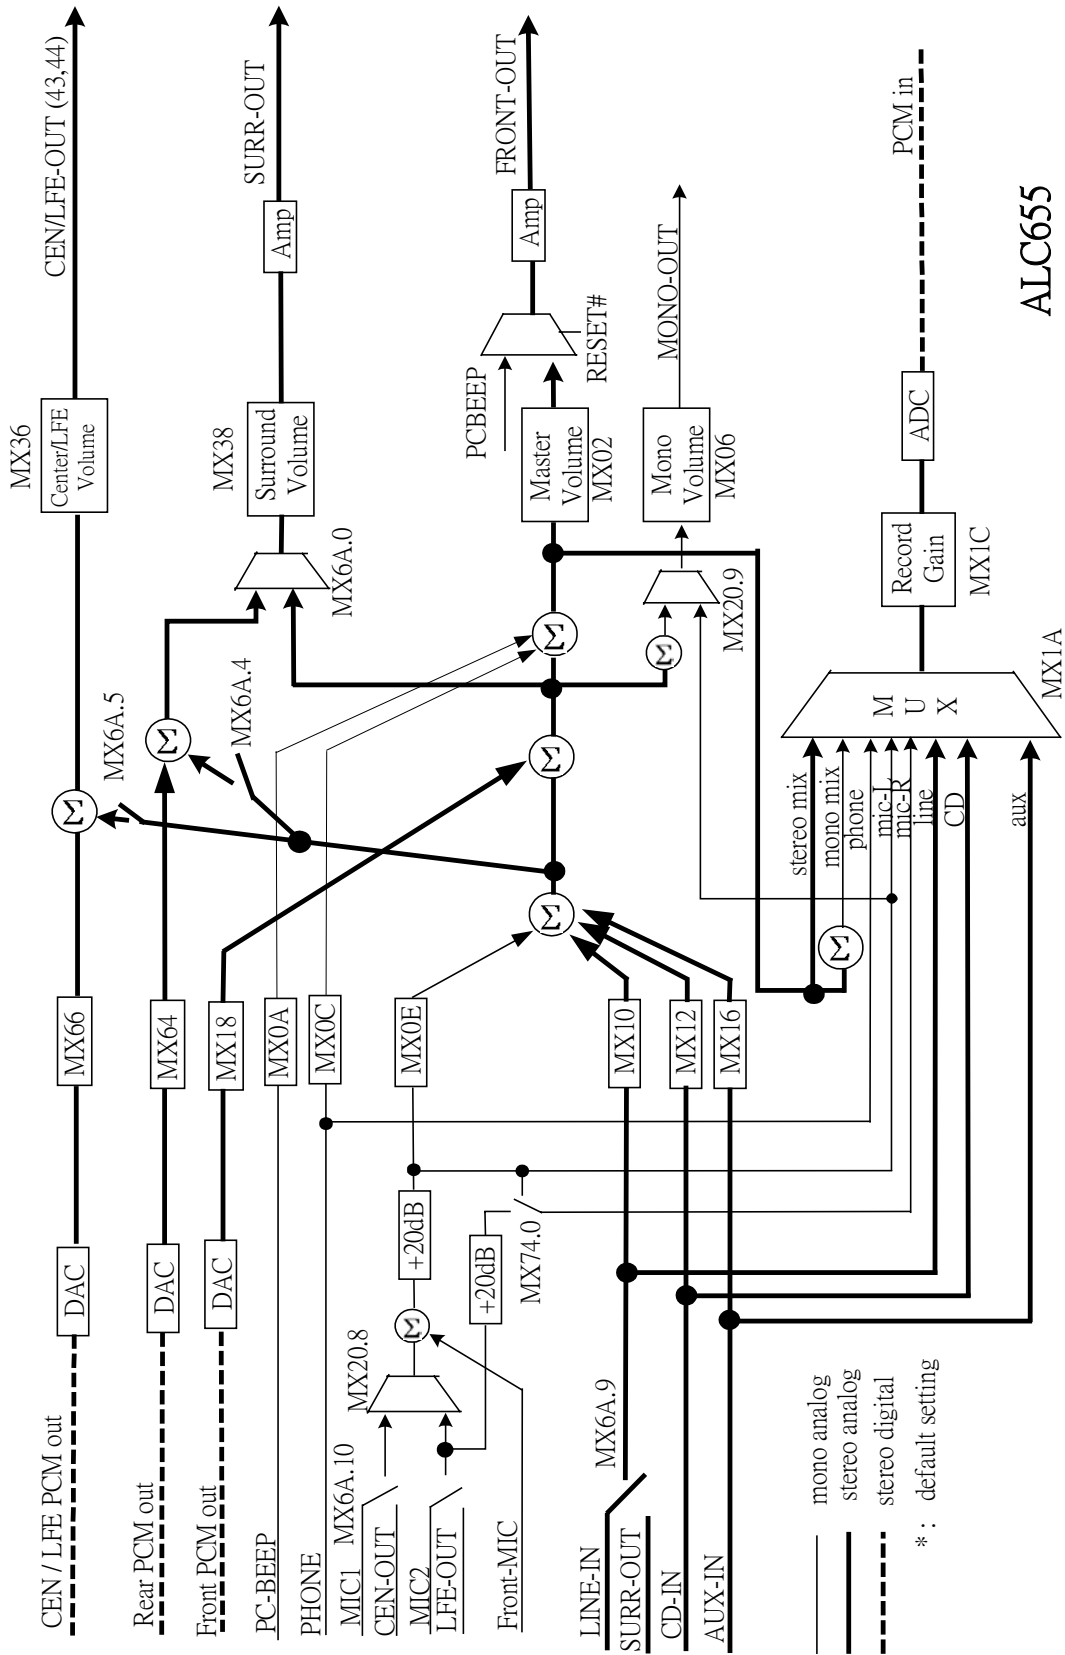 CEN / LFE PCM out
DAC
MX66
MX6A.5
Σ
MX36
Center/LFE
Volume
CEN/LFE-OUT (43,44)
Rear PCM out
DAC
MX64
Σ
MX6A.4
MX6A.0
MX38
Surround
Volume
Amp
SURR-OUT
Front PCM out
DAC
MX18
PC-BEEP
MX0A
PHONE
MX0C
MIC1
MX6A.10
CEN-OUT
MIC2
LFE-OUT
Front-MIC
MX20.8
Σ
+20dB
+20dB
MX74.0
MX0E
Σ
Σ
Σ
Master
Volume
MX02
PCBEEP
RESET#
Amp
FRONT-OUT
Σ
MX20.9
Mono
Volume
MX06
MONO-OUT
LINE-IN
SURR-OUT
MX6A.9
MX10
CD-IN
MX12
AUX-IN
MX16
Σ
stereo mix
mono mix
phone
mic-L
mic-R
line
CD
aux
M
U
X
MX1A
Record
Gain
MX1C
ADC
PCM in
mono analog
stereo analog
stereo digital
* : default setting
ALC655